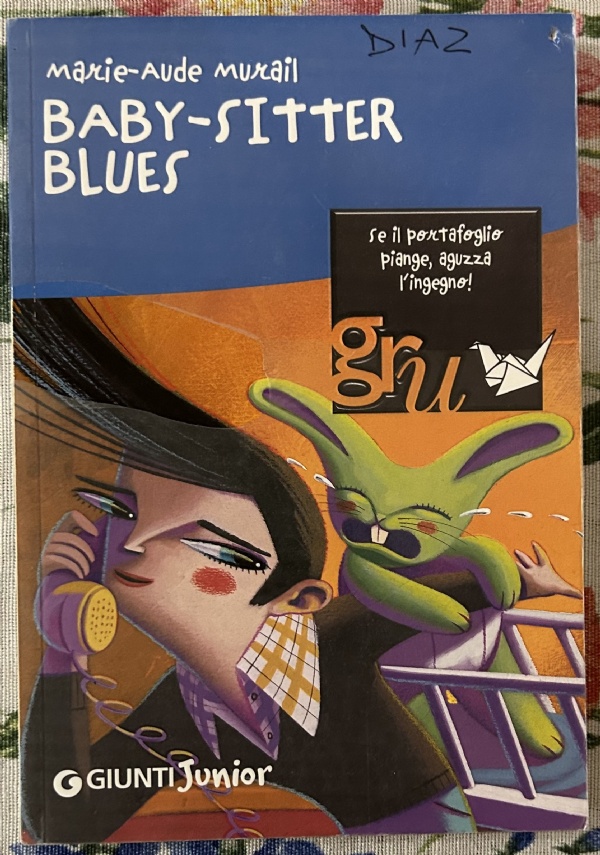 DIAZ
Marie-Aude Murail
BABY-SITTER
BLUES
Se il portafoglio
piange, aguzza
l'ingegno!
gru
GIUNTI Junior